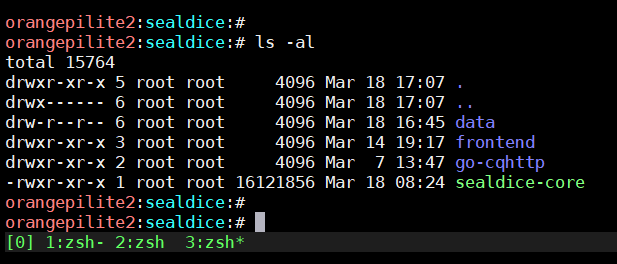 orangepilite2:sealdice:#
orangepilite2:sealdice:# ls -al
total 15764
drwxr-xr-x 5 root root     4096 Mar 18 17:07 .
drwx------ 6 root root     4096 Mar 18 17:07 ..
drw-r--r-- 6 root root     4096 Mar 18 16:45 data
drwxr-xr-x 3 root root     4096 Mar 14 19:17 frontend
drwxr-xr-x 2 root root     4096 Mar  7 13:47 go-cqhttp
-rwxr-xr-x 1 root root 16121856 Mar 18 08:24 sealdice-core
orangepilite2:sealdice:#
orangepilite2:sealdice:#
[0] 1:zsh- 2:zsh  3:zsh*